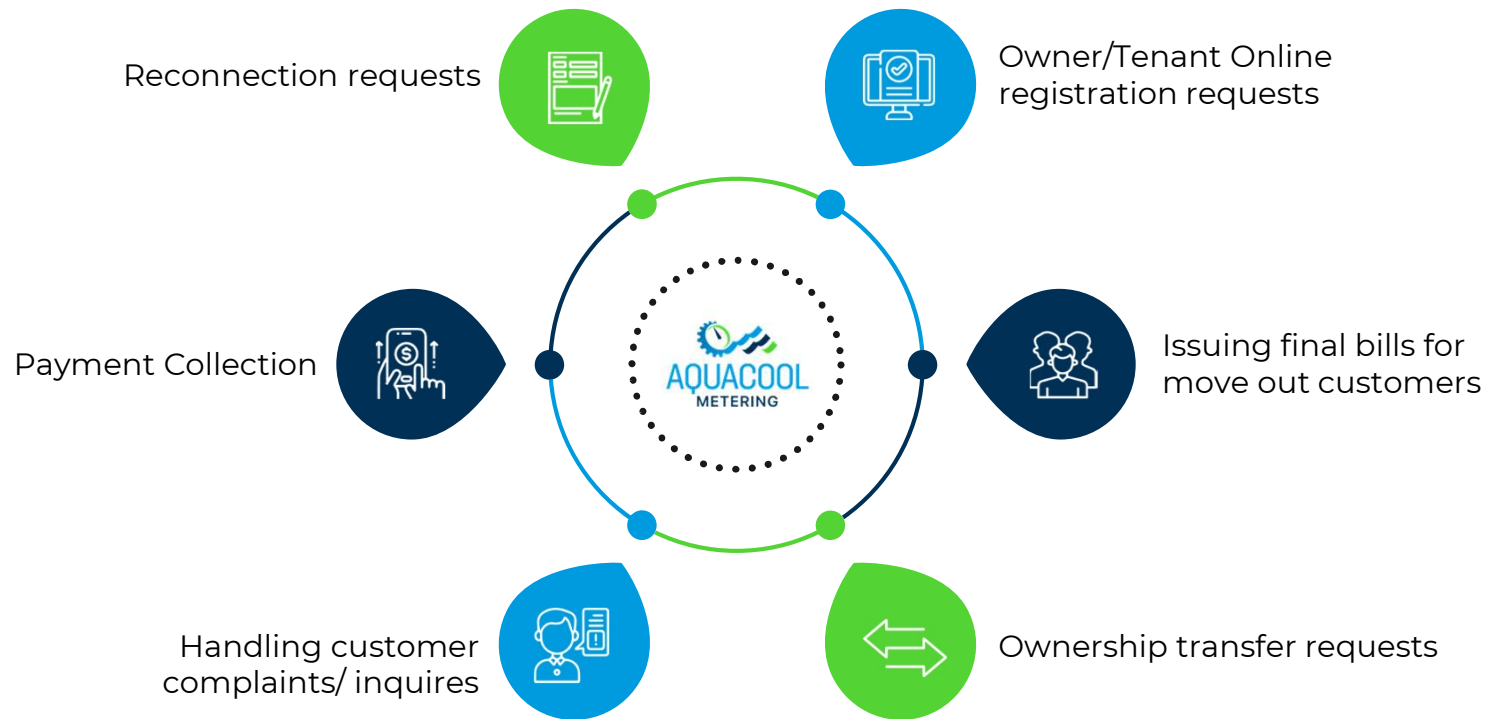 Reconnection requests
Owner/Tenant Online
registration requests
Payment Collection
AQUACOOL
METERING
Issuing final bills for
move out customers
Handling customer
complaints/ inquires
Ownership transfer requests